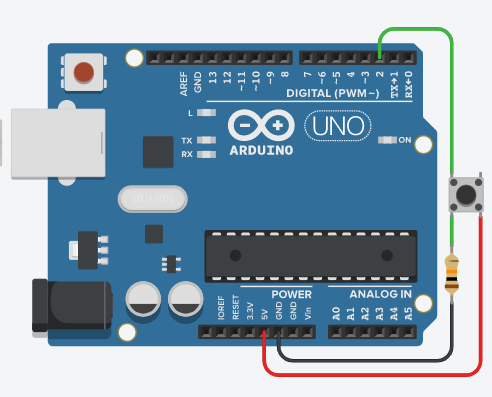 AREF
GND
13
12
~11
~10
~9
8
7
~6
~5
4
~3
2
TX→1
RX←0
DIGITAL (PWM~)
L
TX
RX
ARDUINO
UNO
ON
POWER
ANALOG IN
IOREF
RESET
3.3V
5V
GND
GND
Vin
A0
A1
A2
A3
A4
A5